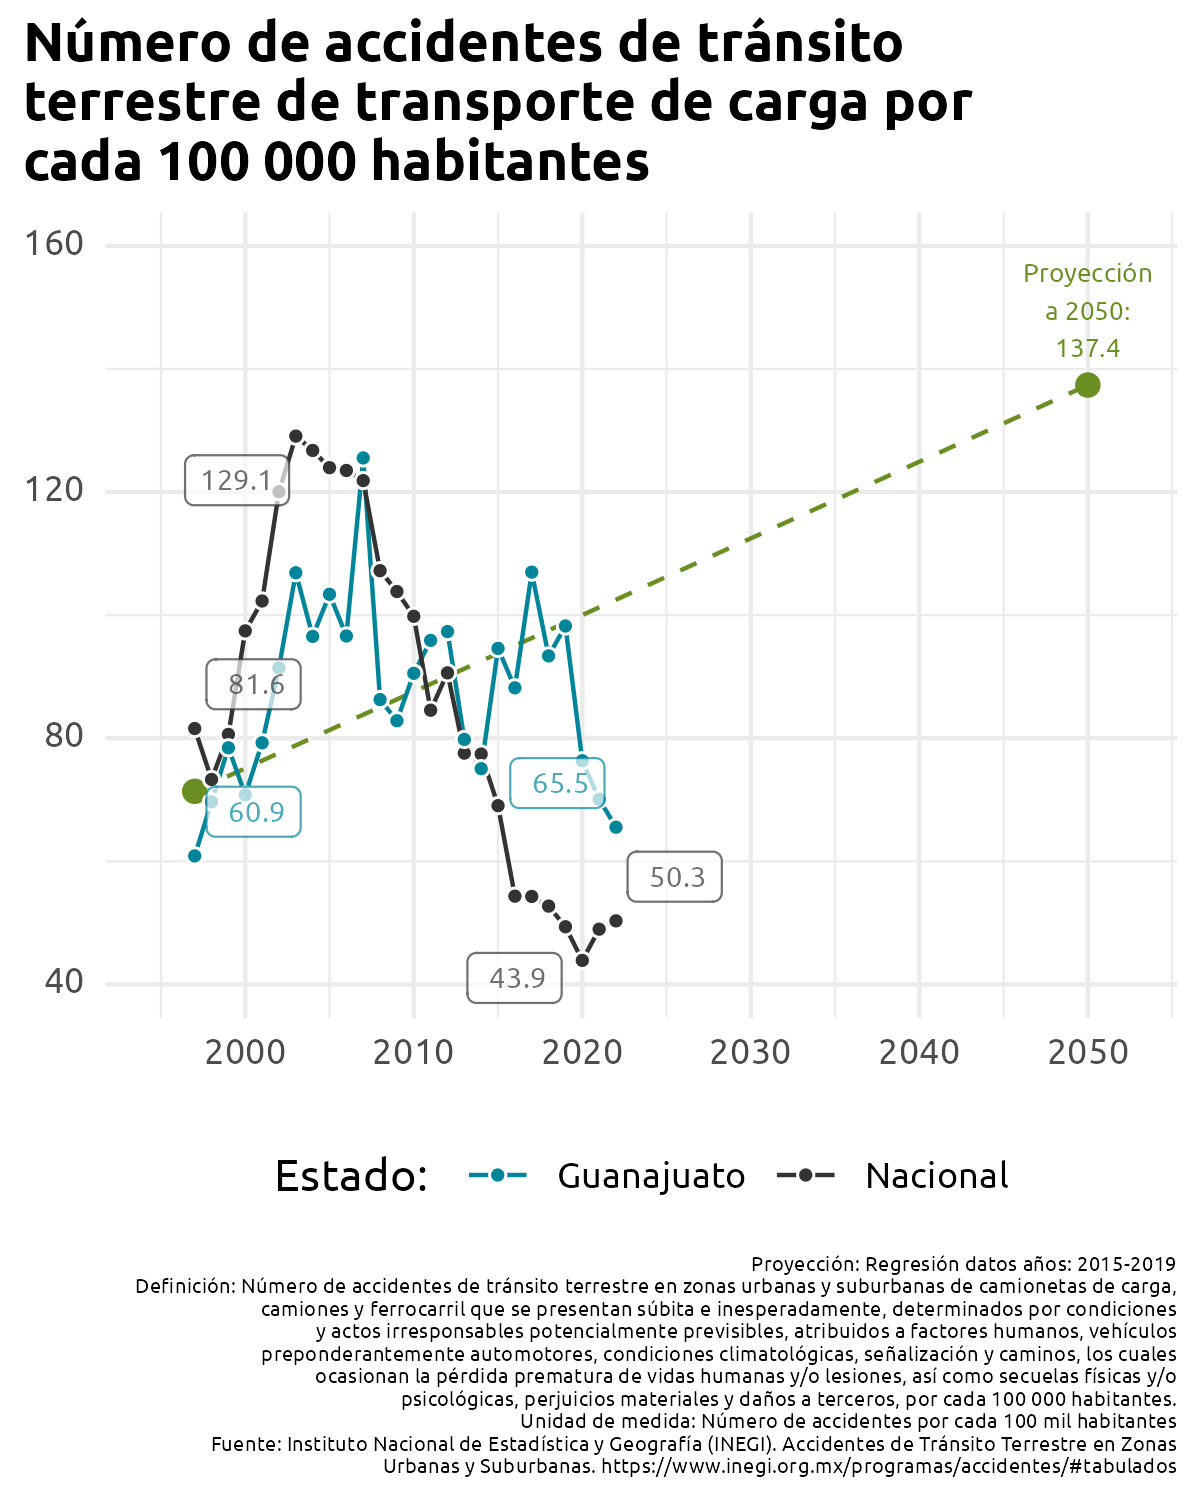 Número de accidentes de tránsito
terrestre de transporte de carga por
cada 100 000 habitantes
160
Proyección
a 2050:
137.4
129.1
120
81.6
80
65.5
60.9
50.3
43.9
40
2000 2010 2020 2030 2040 2050
Estado: Guanajuato Nacional
Proyección: Regresión datos años: 2015-2019
Definición: Número de accidentes de tránsito terrestre en zonas urbanas y suburbanas de camionetas de carga,
camiones y ferrocarril que se presentan súbita e inesperadamente, determinados por condiciones
y actos irresponsables potencialmente previsibles, atribuidos a factores humanos, vehículos
preponderantemente automotores, condiciones climatológicas, señalización y caminos, los cuales
ocasionan la pérdida prematura de vidas humanas y/o lesiones, así como secuelas físicas y/o
psicológicas, perjuicios materiales y daños a terceros, por cada 100 000 habitantes.
Unidad de medida: Número de accidentes por cada 100 mil habitantes
Fuente: Instituto Nacional de Estadística y Geografía (INEGI). Accidentes de Tránsito Terrestre en Zonas
Urbanas y Suburbanas. https://www.inegi.org.mx/programas/accidentes/#tabulados